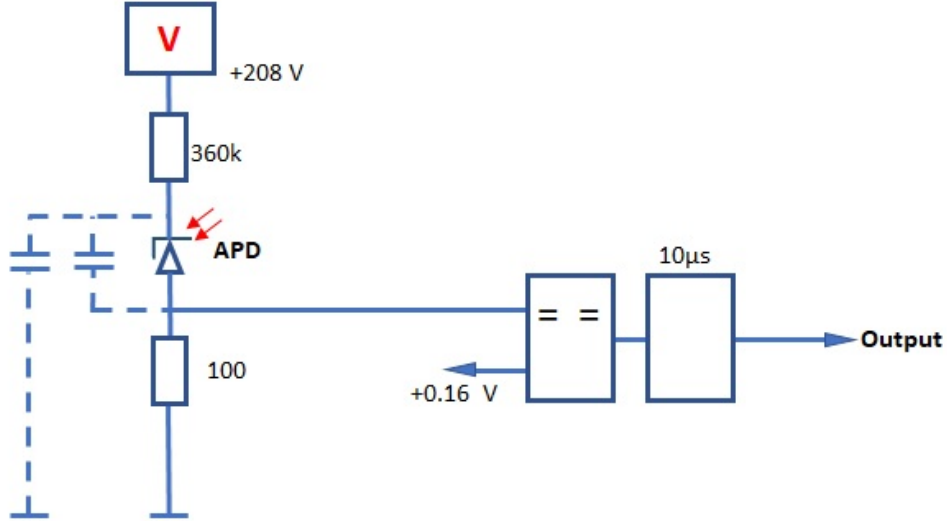 V
+208 V
360k
APD
10µs
= =
Output
100
+0.16 V